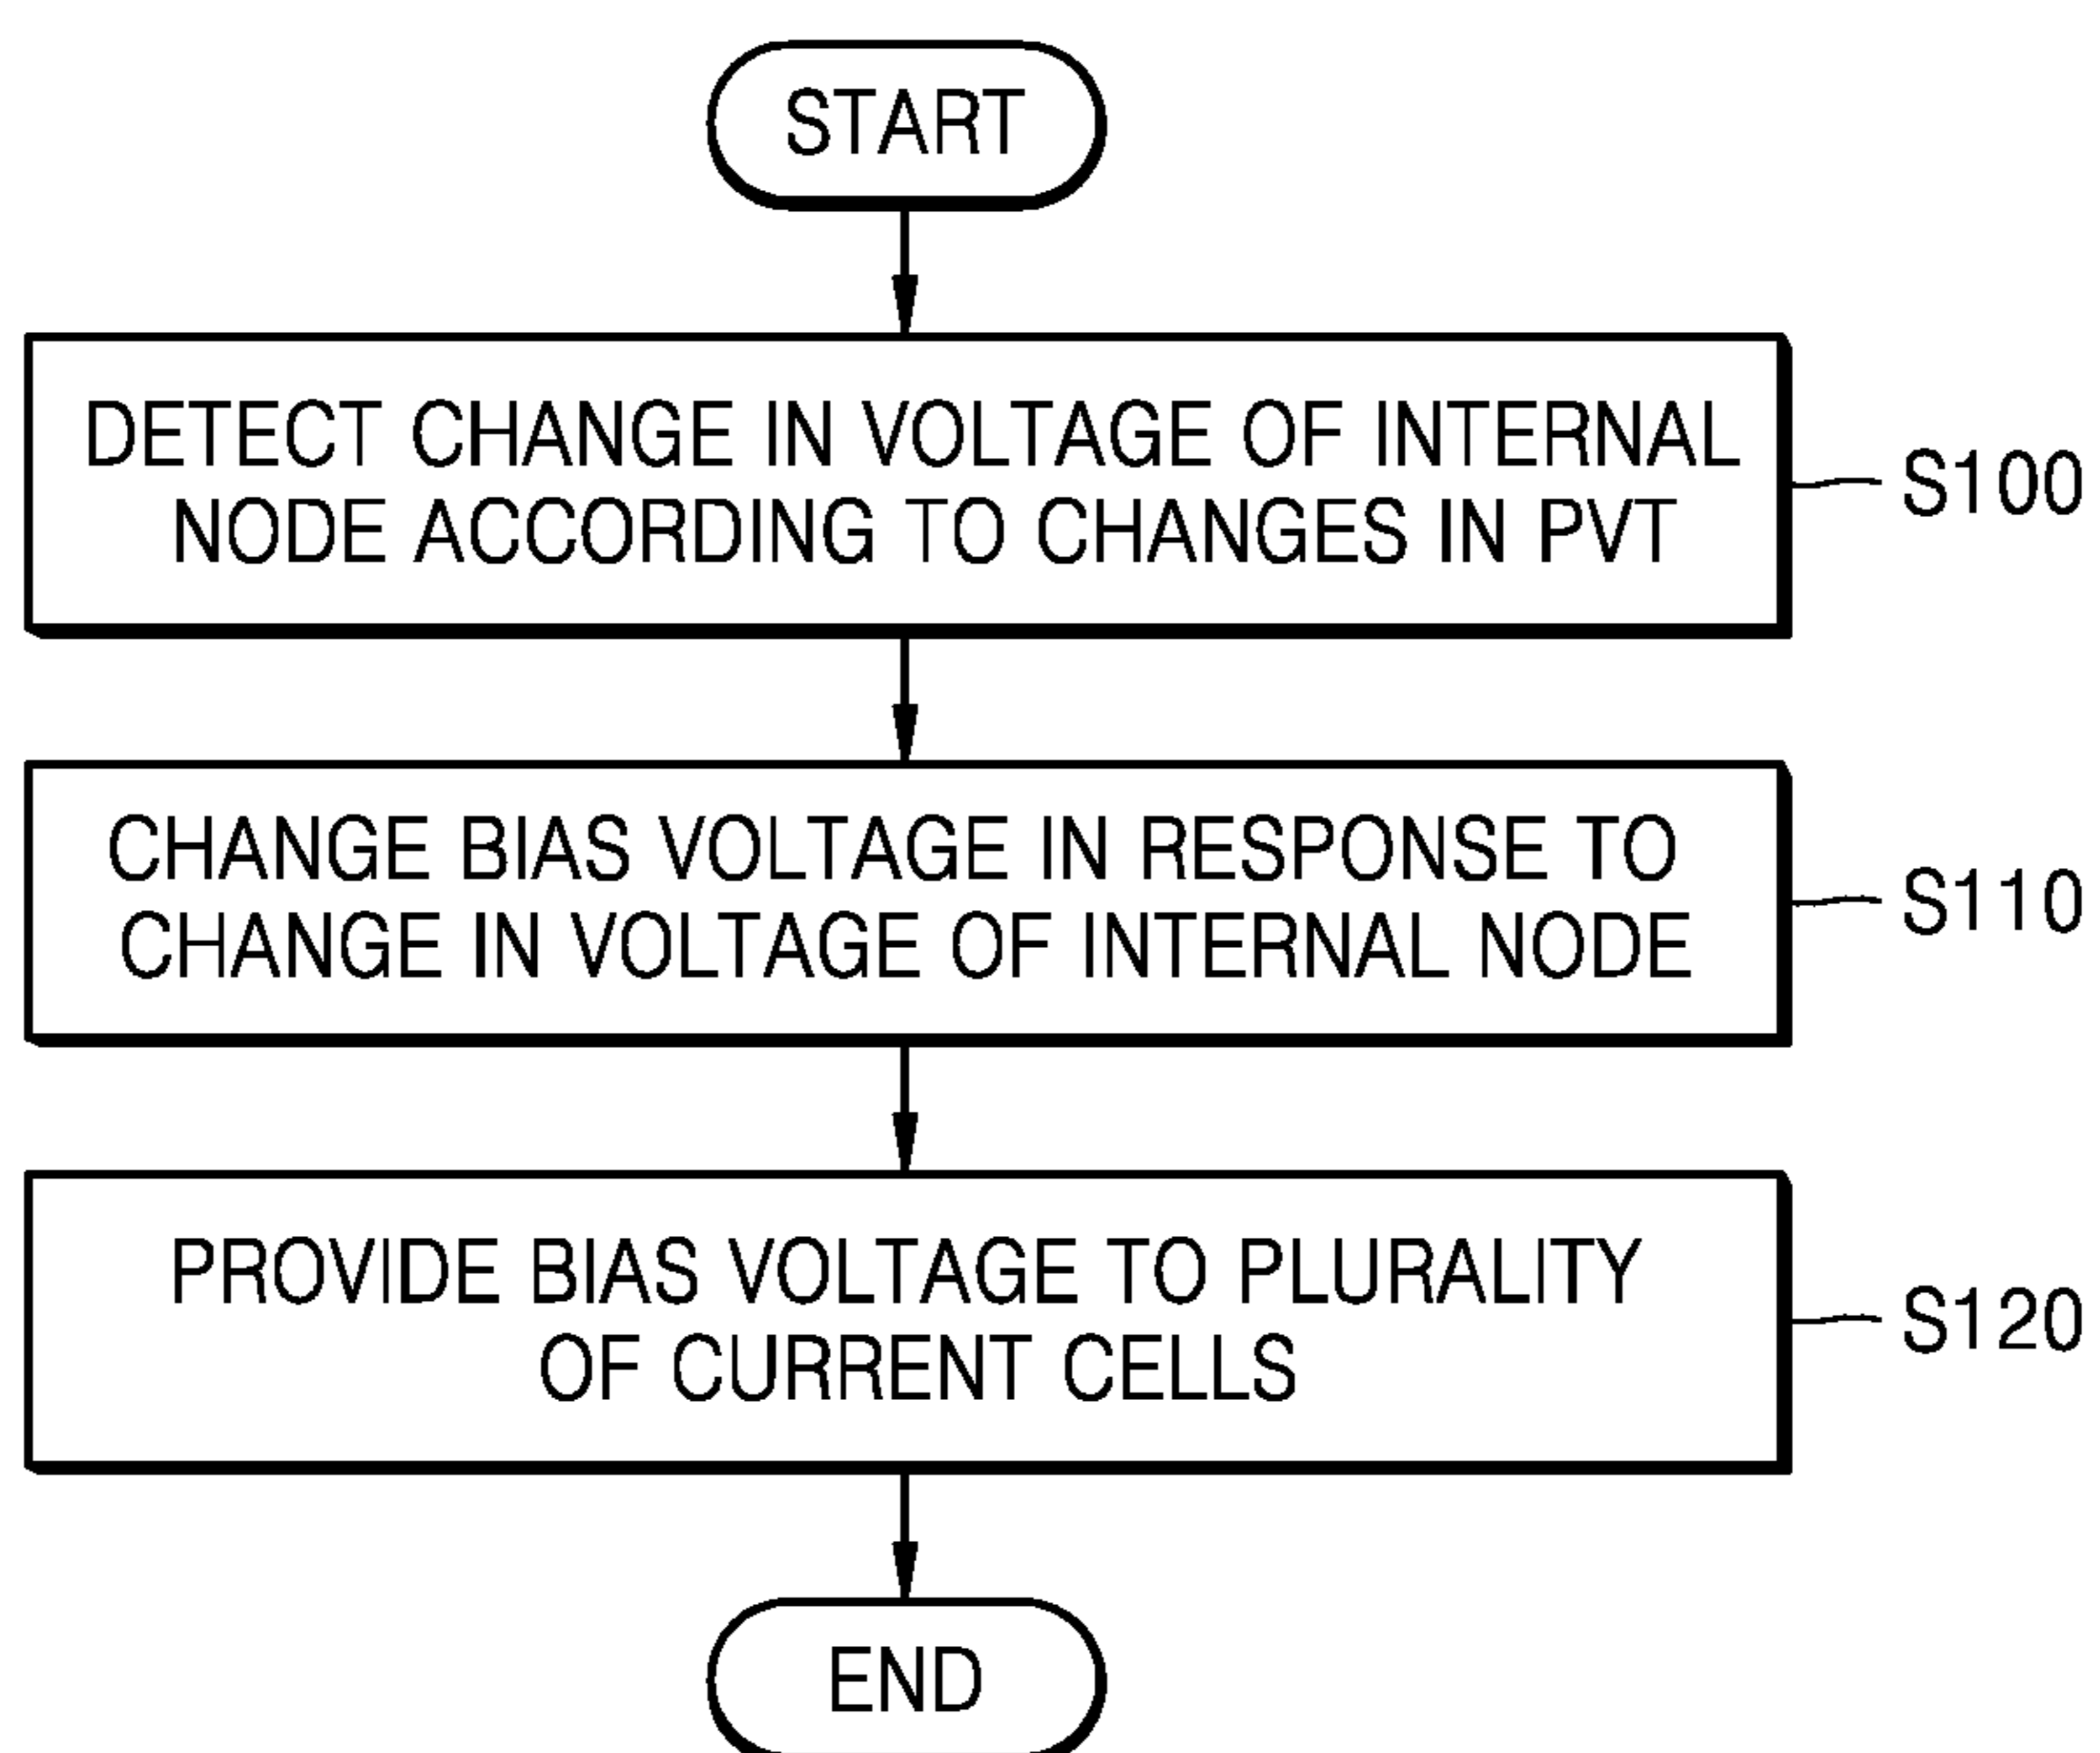 START
DETECT CHANGE IN VOLTAGE OF INTERNAL
NODE ACCORDING TO CHANGES IN PVT
S100
CHANGE BIAS VOLTAGE IN RESPONSE TO
CHANGE IN VOLTAGE OF INTERNAL NODE
S110
PROVIDE BIAS VOLTAGE TO PLURALITY
OF CURRENT CELLS
S120
END